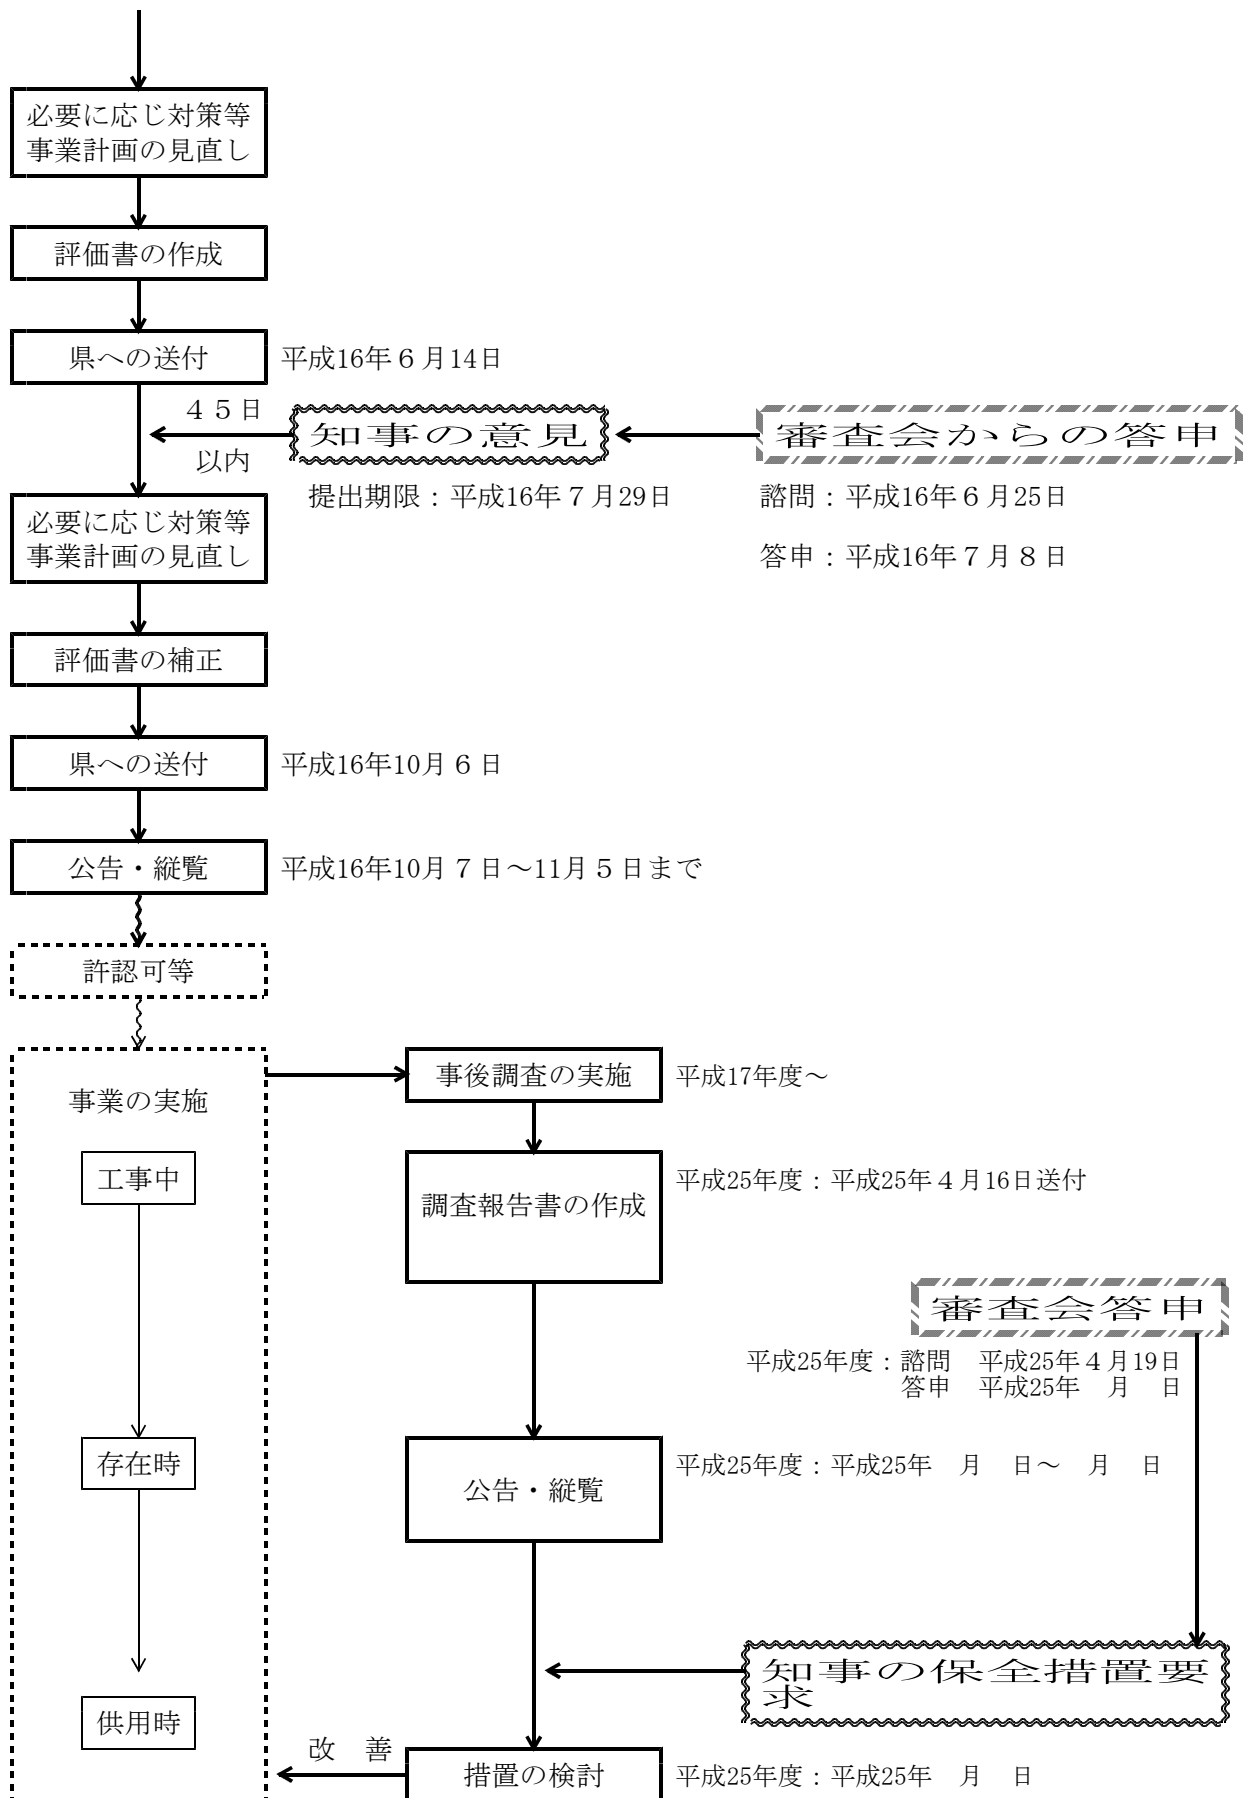 必要に応じ対策等
事業計画の見直し
評価書の作成
県への送付
平成16年６月14日
４５日
以内
知事の意見
審査会からの答申
提出期限：平成16年７月29日
諮問：平成16年６月25日
答申：平成16年７月８日
必要に応じ対策等
事業計画の見直し
評価書の補正
県への送付
平成16年10月６日
公告・縦覧
平成16年10月７日～11月５日まで
許認可等
事業の実施
工事中
存在時
供用時
事後調査の実施
平成17年度～
調査報告書の作成
平成25年度：平成25年４月16日送付
審査会答申
平成25年度：諮問　平成25年４月19日
答申　平成25年　月　日
公告・縦覧
平成25年度：平成25年　月　日～　月　日
知事の保全措置要
求
改　善
措置の検討
平成25年度：平成25年　月　日